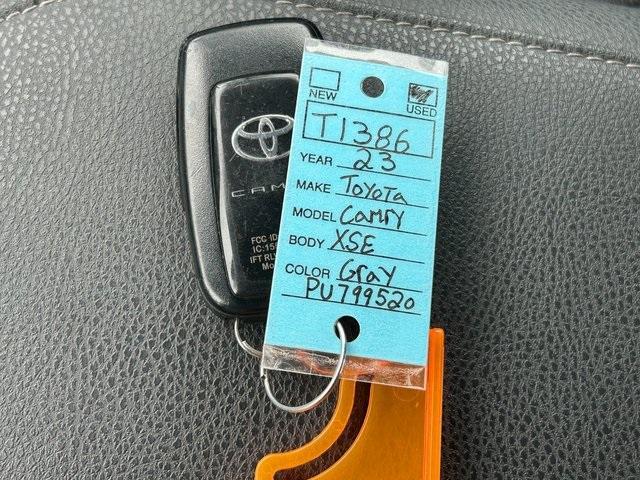 NEW
USED
T1386
YEAR 23
MAKE Toyota
MODEL Camry
BODY XSE
COLOR Gray
PU799520
CAM
FCC ID
IC:15
IFT RL
Mo